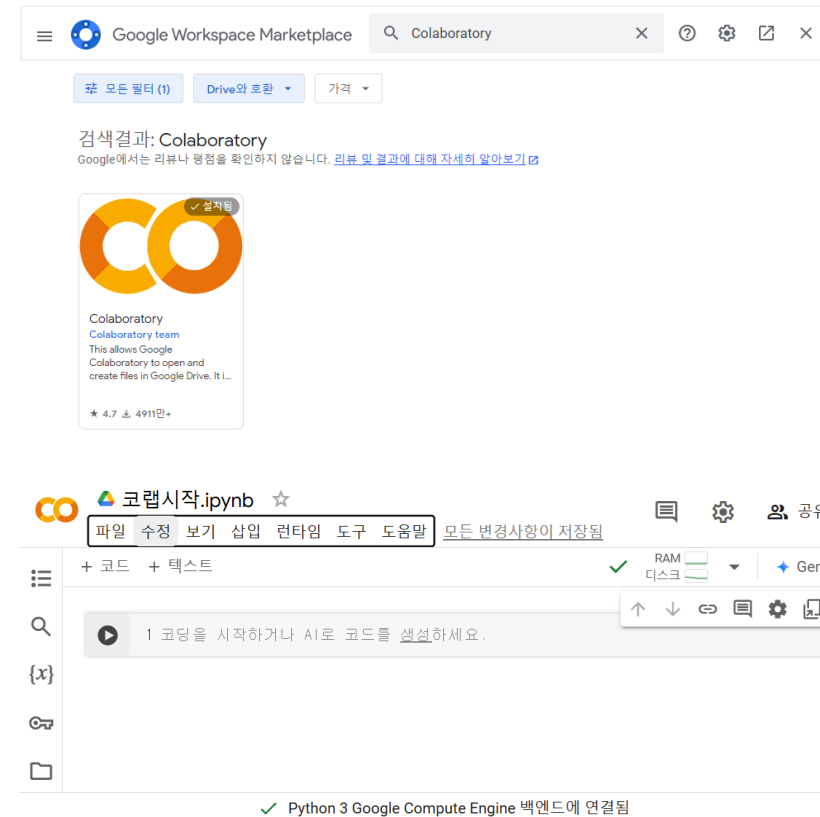 Google Workspace Marketplace
Colaboratory
모든 필터 (1)
Drive와 호환
가격
검색결과: Colaboratory
Google에서는 리뷰나 평점을 확인하지 않습니다. 리뷰 및 결과에 대해 자세히 알아보기
설치됨
Colaboratory
Colaboratory team
This allows Google
Colaboratory to open and
create files in Google Drive. It i...
4.7 4911만+
코랩시작.ipynb
공유
파일 수정 보기 삽입 런타임 도구 도움말 모든 변경사항이 저장됨
+ 코드 + 텍스트
RAM
디스크
Gem
1 코딩을 시작하거나 AI로 코드를 생성하세요.
{x}
Python 3 Google Compute Engine 백엔드에 연결됨